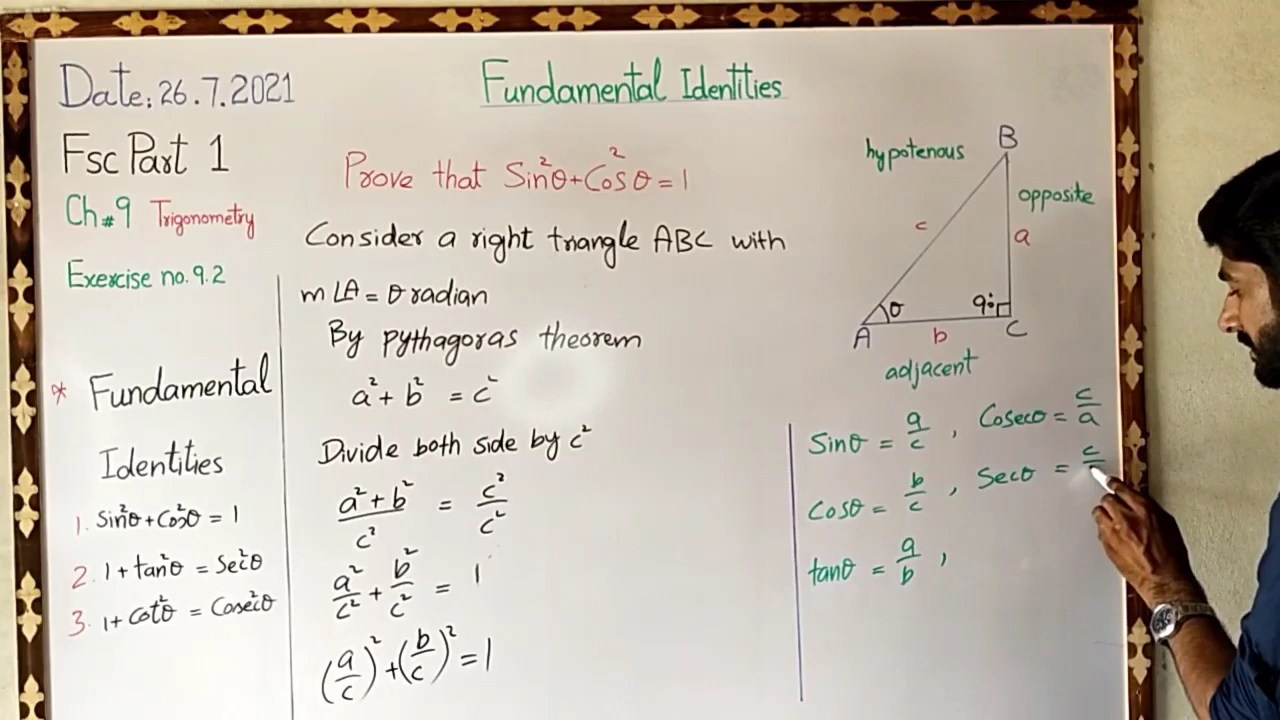 Date: 26.7.2021
Fsc Part 1
Ch#9 Trigonometry
Exercise no. 9.2
* Fundamental
Identities
1. Sin²θ + Cos²θ = 1
2. 1 + tan²θ = Sec²θ
3. 1 + Cot²θ = Cosec²θ
Fundamental Identities
Prove that Sin²θ + Cos²θ = 1
Consider a right triangle ABC with
m∠A = θ radian
By pythagoras theorem
a² + b² = c²
Divide both side by c²
(a² + b²)/c² = c²/c²
a²/c² + b²/c² = 1
(a/c)² + (b/c)² = 1
B
hypotenous
opposite
c
a
θ
90°
A
b
C
adjacent
Sinθ = a/c , Cosecθ = c/a
Cosθ = b/c , Secθ = c/
tanθ = a/b ,